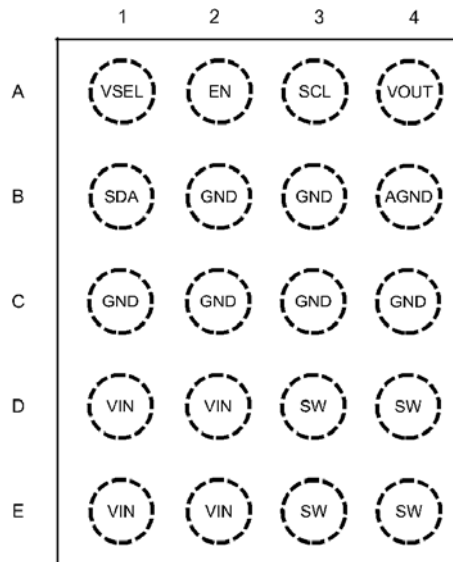 1 2 3 4
A VSEL EN SCL VOUT
B SDA GND GND AGND
C GND GND GND GND
D VIN VIN SW SW
E VIN VIN SW SW